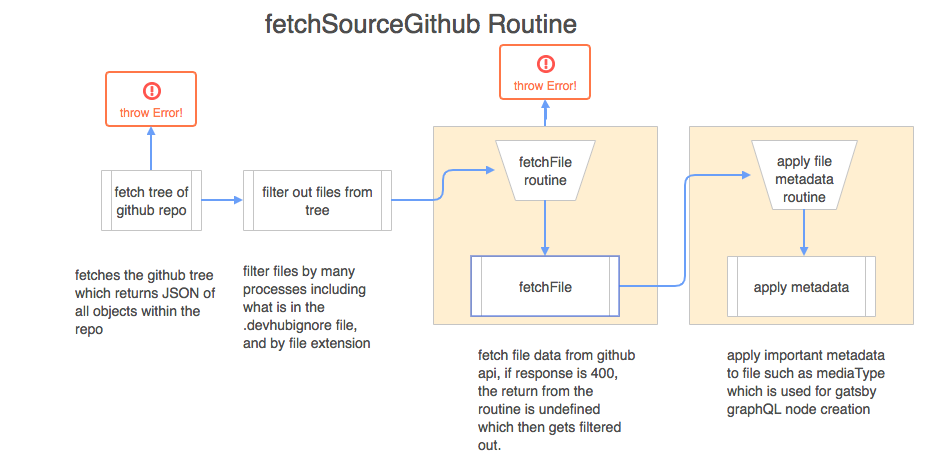 fetchSourceGithub Routine
throw Error!
throw Error!
fetch tree of
github repo
filter out files from
tree
fetchFile
routine
apply file
metadata
routine
fetchFile
apply metadata
fetches the github tree
which returns JSON of
all objects within the
repo
filter files by many
processes including
what is in the
.devhubignore file,
and by file extension
fetch file data from github
api, if response is 400,
the return from the
routine is undefined
which then gets filtered
out.
apply important metadata
to file such as mediaType
which is used for gatsby
graphQL node creation